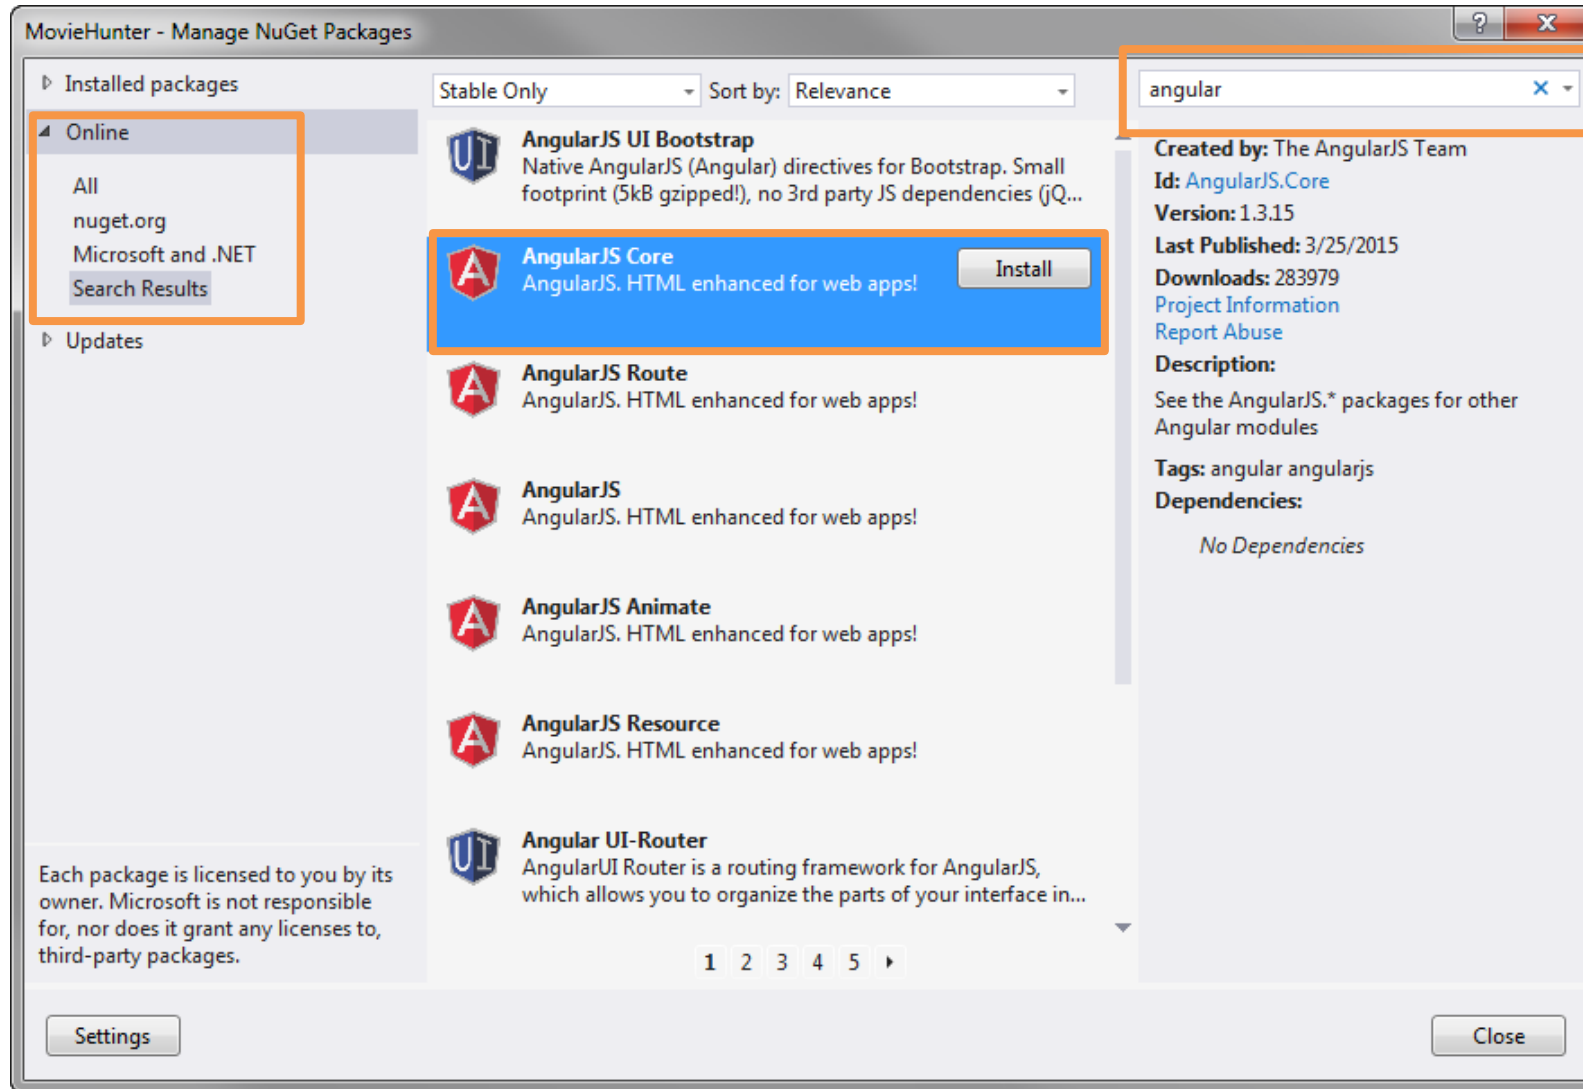 MovieHunter - Manage NuGet Packages
?
x
Installed packages
Online
All
nuget.org
Microsoft and .NET
Search Results
Updates
Each package is licensed to you by its
owner. Microsoft is not responsible
for, nor does it grant any licenses to,
third-party packages.
Settings
Stable Only
Sort by: Relevance
UI
AngularJS UI Bootstrap
Native AngularJS (Angular) directives for Bootstrap. Small
footprint (5kB gzipped!), no 3rd party JS dependencies (jQ...
A
AngularJS Core
AngularJS. HTML enhanced for web apps!
Install
A
AngularJS Route
AngularJS. HTML enhanced for web apps!
A
AngularJS
AngularJS. HTML enhanced for web apps!
A
AngularJS Animate
AngularJS. HTML enhanced for web apps!
A
AngularJS Resource
AngularJS. HTML enhanced for web apps!
UI
Angular UI-Router
AngularUI Router is a routing framework for AngularJS,
which allows you to organize the parts of your interface in...
1 2 3 4 5
angular
Created by: The AngularJS Team
Id: AngularJS.Core
Version: 1.3.15
Last Published: 3/25/2015
Downloads: 283979
Project Information
Report Abuse
Description:
See the AngularJS.* packages for other
Angular modules
Tags: angular angularjs
Dependencies:
No Dependencies
Close